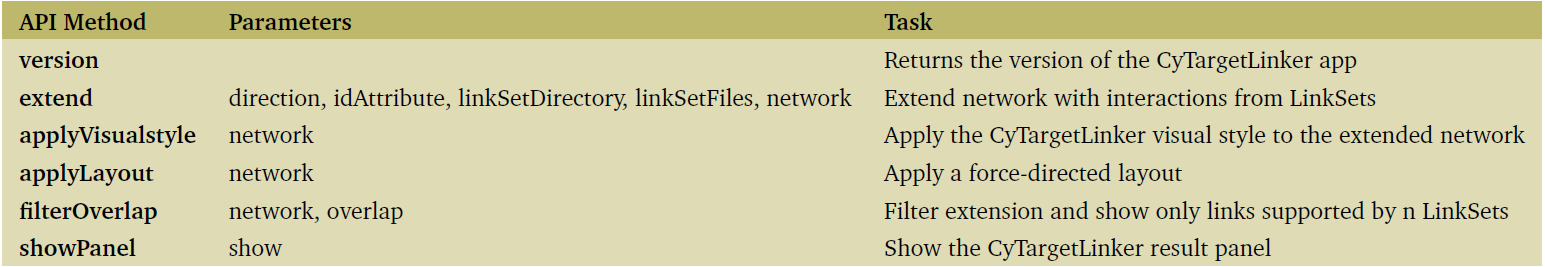 API Method Parameters Task
version Returns the version of the CyTargetLinker app
extend direction, idAttribute, linkSetDirectory, linkSetFiles, network Extend network with interactions from LinkSets
applyVisualstyle network Apply the CyTargetLinker visual style to the extended network
applyLayout network Apply a force-directed layout
filterOverlap network, overlap Filter extension and show only links supported by n LinkSets
showPanel show Show the CyTargetLinker result panel